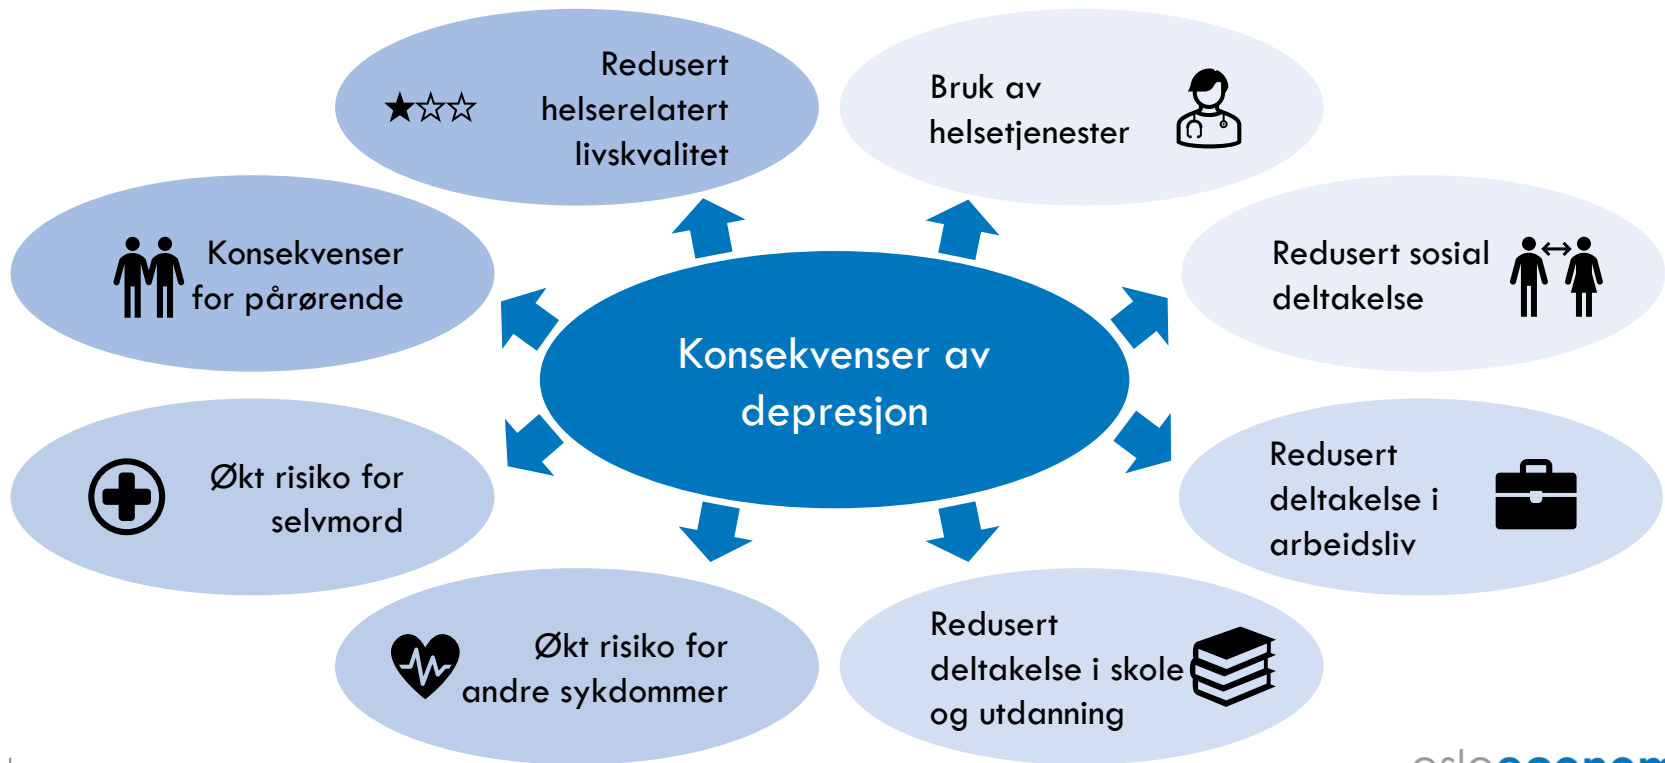 Redusert
helserelatert
livskvalitet
Bruk av
helsetjenester
Konsekvenser
for pårørende
Redusert sosial
deltakelse
Konsekvenser av
depresjon
Økt risiko for
selvmord
Redusert
deltakelse i
arbeidsliv
Økt risiko for
andre sykdommer
Redusert
deltakelse i skole
og utdanning